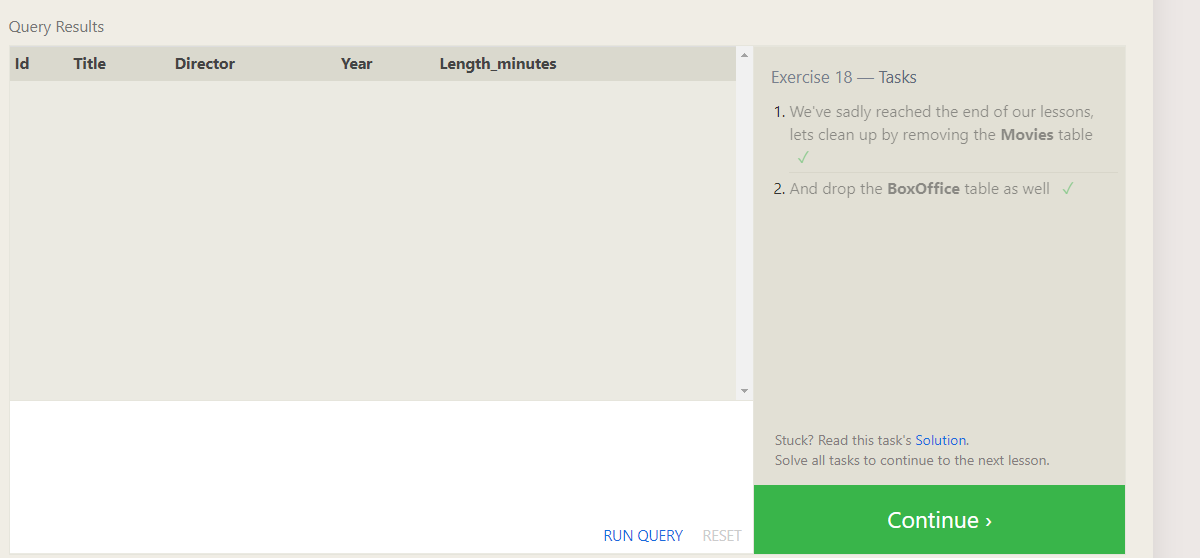 Query Results
Id Title Director Year Length_minutes
Exercise 18 — Tasks
1. We've sadly reached the end of our lessons,
lets clean up by removing the Movies table
✓
2. And drop the BoxOffice table as well ✓
Stuck? Read this task's Solution.
Solve all tasks to continue to the next lesson.
RUN QUERY RESET
Continue ›